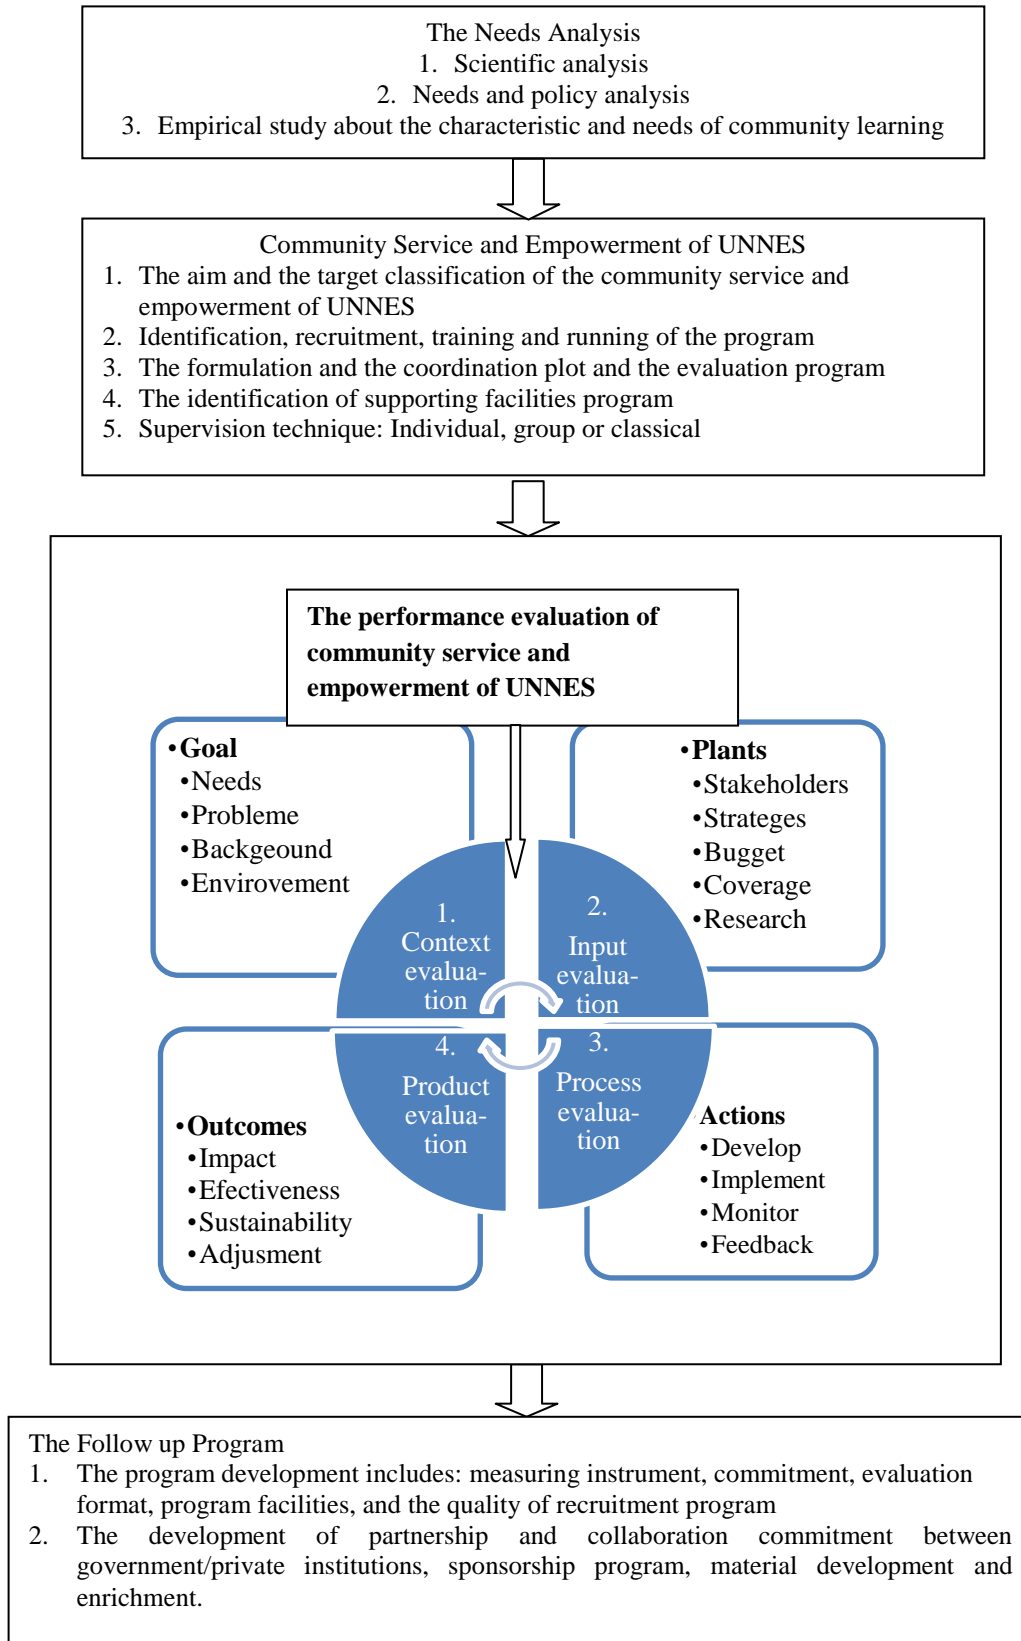 The Needs Analysis
1. Scientific analysis
2. Needs and policy analysis
3. Empirical study about the characteristic and needs of community learning
Community Service and Empowerment of UNNES
1. The aim and the target classification of the community service and
empowerment of UNNES
2. Identification, recruitment, training and running of the program
3. The formulation and the coordination plot and the evaluation program
4. The identification of supporting facilities program
5. Supervision technique: Individual, group or classical
The performance evaluation of
community service and
empowerment of UNNES
•Goal
•Needs
•Probleme
•Backgeound
•Envirovement
•Plants
•Stakeholders
•Strateges
•Bugget
•Coverage
•Research
1.
Context
evalua-
tion
2.
Input
evalua-
tion
4.
Product
evalua-
tion
3.
Process
evalua-
tion
•Outcomes
•Impact
•Efectiveness
•Sustainability
•Adjusment
•Actions
•Develop
•Implement
•Monitor
•Feedback
The Follow up Program
1. The program development includes: measuring instrument, commitment, evaluation
format, program facilities, and the quality of recruitment program
2. The development of partnership and collaboration commitment between
government/private institutions, sponsorship program, material development and
enrichment.